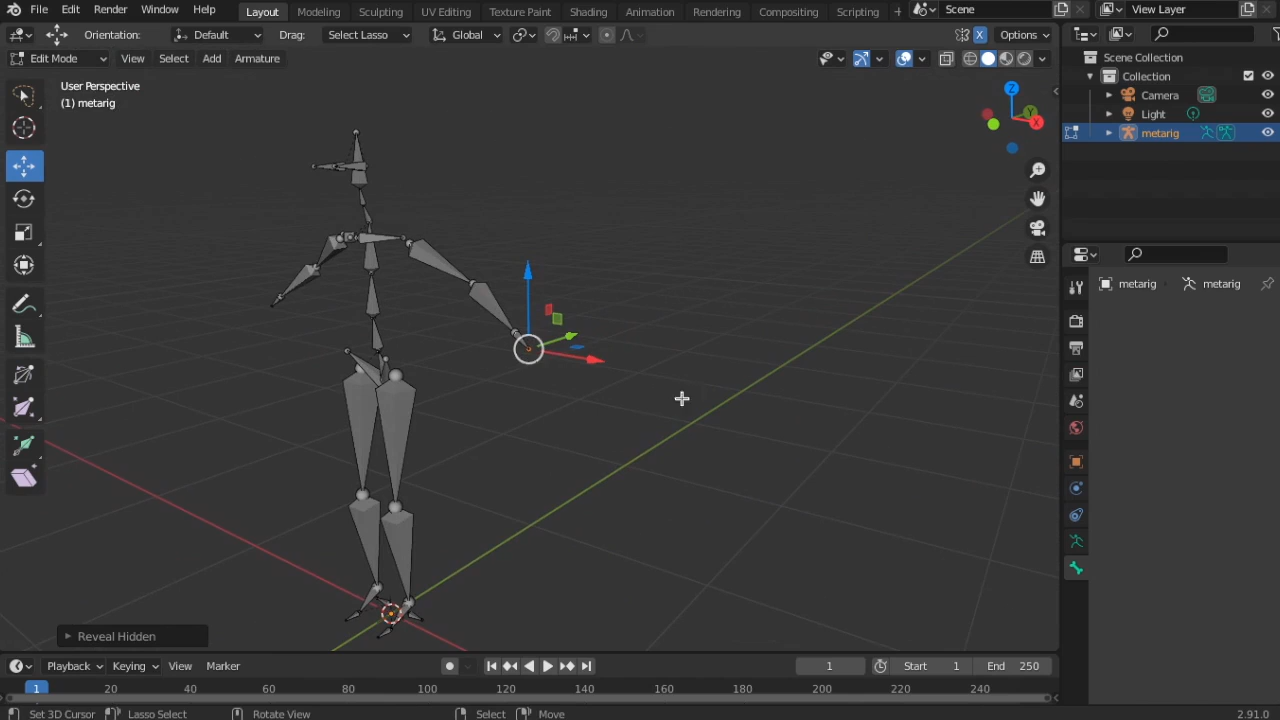 File Edit Render Window Help Layout Modeling Sculpting UV Editing Texture Paint Shading Animation Rendering Compositing Scripting + Scene View Layer
Orientation: Default Drag: Select Lasso Global X Options
Edit Mode View Select Add Armature
Scene Collection
Collection
Camera
Light
metarig
User Perspective
(1) metarig
Z
Y
X
metarig metarig
Reveal Hidden
Playback Keying View Marker 1 Start 1 End 250
1 20 40 60 80 100 120 140 160 180 200 220 240
Set 3D Cursor Lasso Select Rotate View Select Move 2.91.0